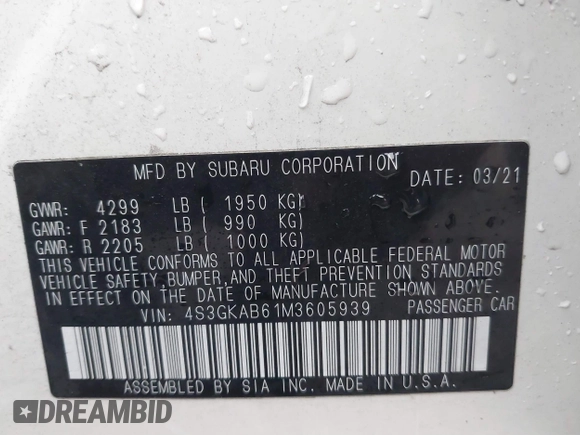 MFD BY SUBARU CORPORATION
DATE: 03/21
GVWR: 4299 LB ( 1950 KG)
GAWR: F 2183 LB ( 990 KG)
GAWR: R 2205 LB ( 1000 KG)
THIS VEHICLE CONFORMS TO ALL APPLICABLE FEDERAL MOTOR
VEHICLE SAFETY, BUMPER, AND THEFT PREVENTION STANDARDS
IN EFFECT ON THE DATE OF MANUFACTURE SHOWN ABOVE.
VIN: 4S3GKAB61M3605939 PASSENGER CAR
ASSEMBLED BY SIA INC. MADE IN U.S.A.
DREAMBID